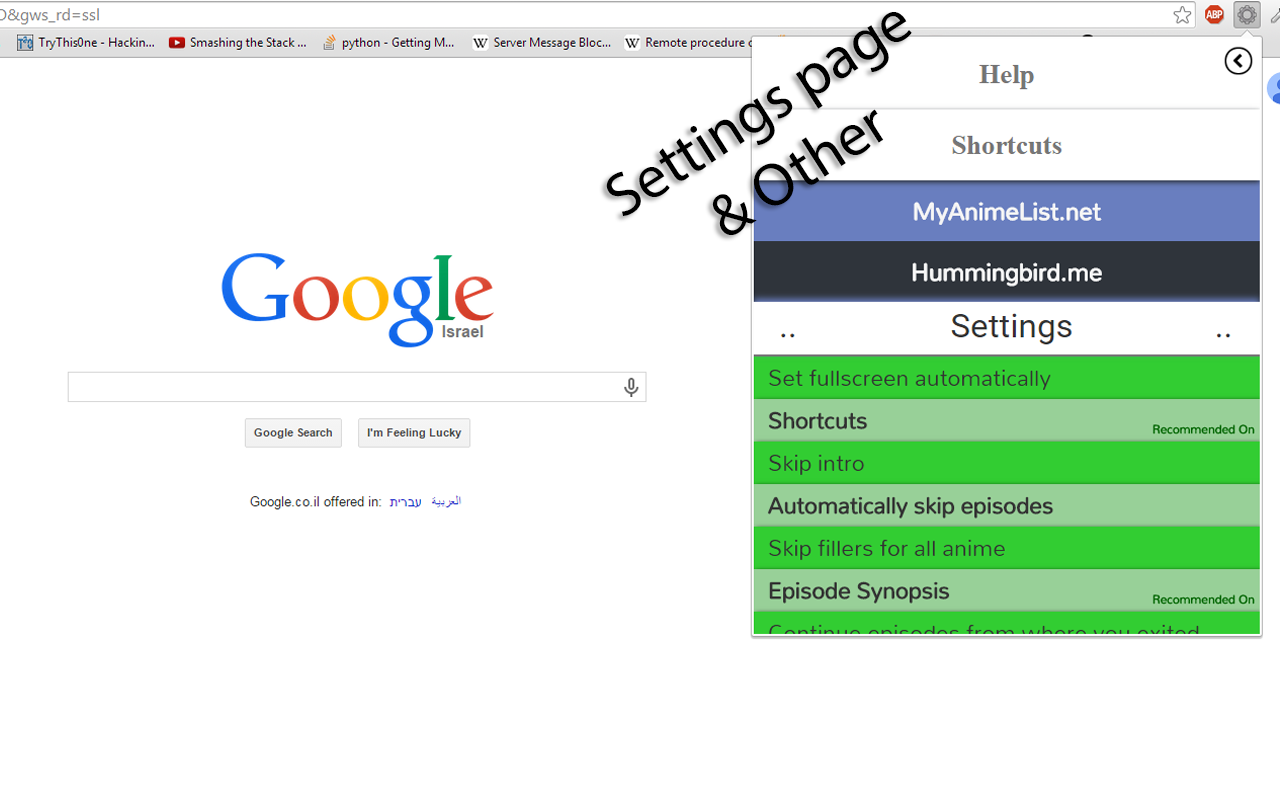 O&gws_rd=ssl
ABP
TryThis0ne - Hackin...
Smashing the Stack ...
python - Getting M...
Server Message Bloc...
Remote procedure
Settings page
& Other
Help
Shortcuts
MyAnimeList.net
Hummingbird.me
.. Settings ..
Set fullscreen automatically
Shortcuts
Recommended On
Skip intro
Automatically skip episodes
Skip fillers for all anime
Episode Synopsis
Recommended On
Continue episodes from where you exited
Google
Israel
Google Search
I'm Feeling Lucky
Google.co.il offered in: עברית العربية